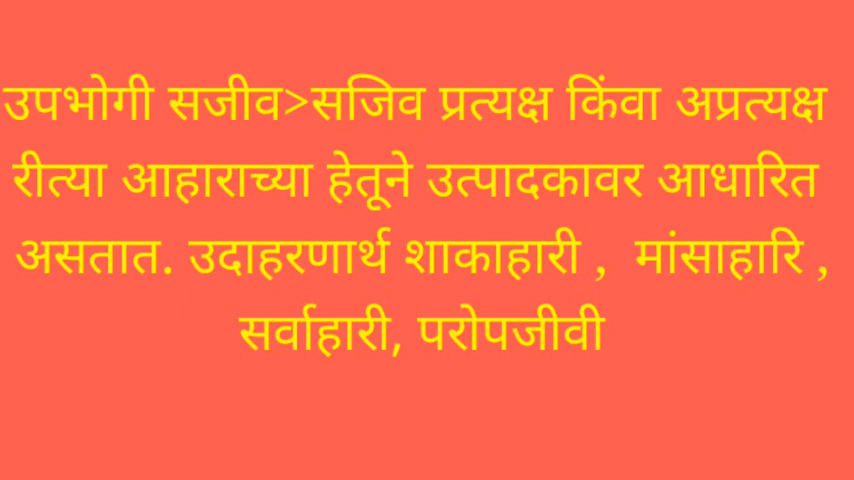 उपभोगी सजीव>सजिव प्रत्यक्ष किंवा अप्रत्यक्ष
रीत्या आहाराच्या हेतूने उत्पादकावर आधारित
असतात. उदाहरणार्थ शाकाहारी , मांसाहारि ,
सर्वाहारी, परोपजीवी